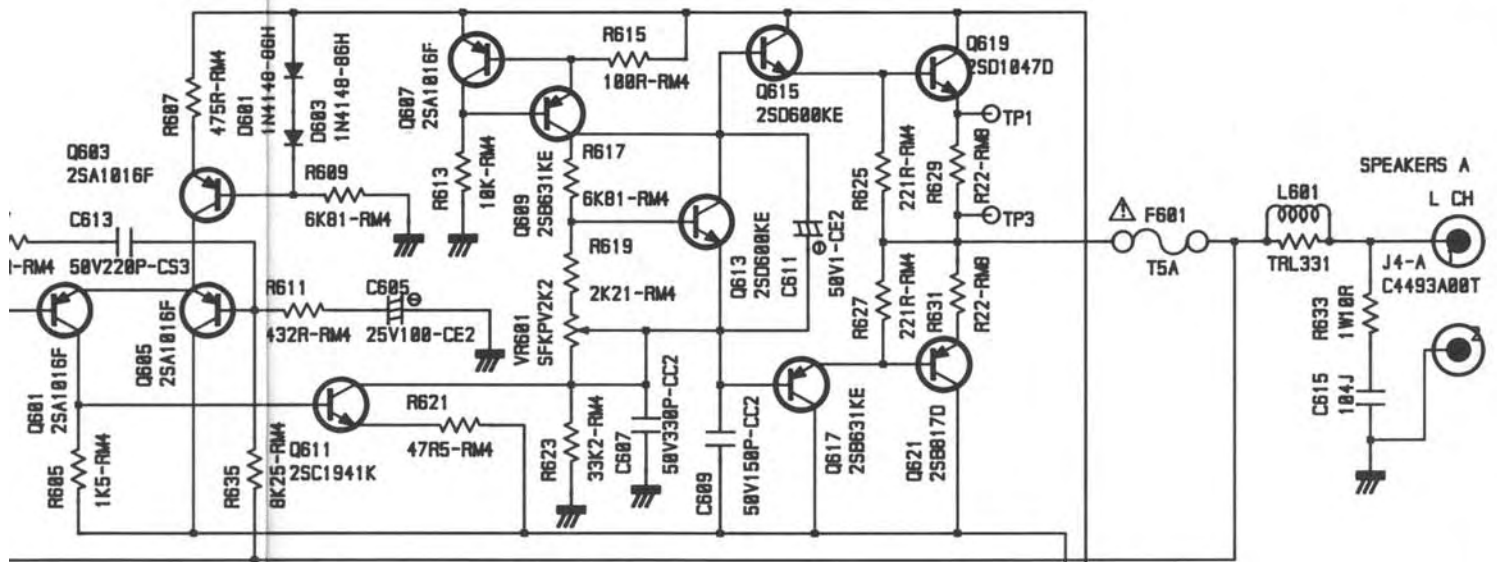 R607
475R-RM4
D601
1N4148-86H
D603
1N4148-86H
Q607
2SA1016F
R615
100R-RM4
Q615
2SD600KE
Q619
2SD1047D
TP1
Q603
2SA1016F
R609
6K81-RM4
R613
10K-RM4
Q609
2SB631KE
R617
6K81-RM4
R625
221R-RM4
R629
R22-RM8
TP3
SPEAKERS A
L601
L CH
F601
T5A
TRL331
J4-A
C4493A00T
C613
-RM4
50V220P-CS3
R611
432R-RM4
C605
25V100-CE2
R619
2K21-RM4
Q613
2SD600KE
C611
50V1-CE2
R627
221R-RM4
R631
R22-RM8
R633
1W10R
2
Q605
2SA1016F
VR601
SFKPV2K2
Q601
2SA1016F
R605
1K5-RM4
R635
8K25-RM4
Q611
2SC1941K
R621
47R5-RM4
R623
33K2-RM4
C607
50V330P-CC2
C609
50V150P-CC2
Q617
2SB631KE
Q621
2SB817D
C615
104J